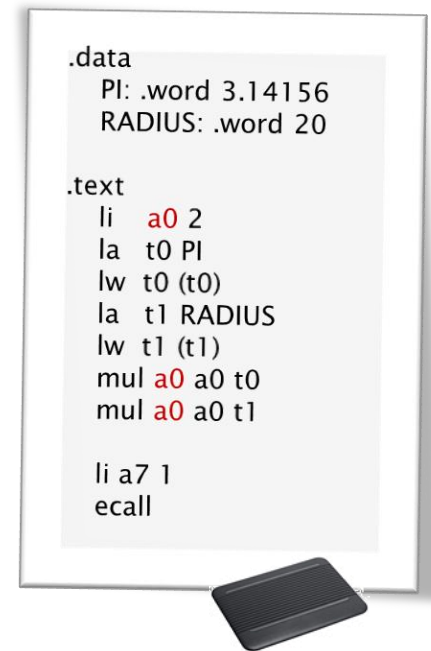 .data
PI: .word 3.14156
RADIUS: .word 20
.text
li a0 2
la t0 PI
lw t0 (t0)
la t1 RADIUS
lw t1 (t1)
mul a0 a0 t0
mul a0 a0 t1
li a7 1
ecall